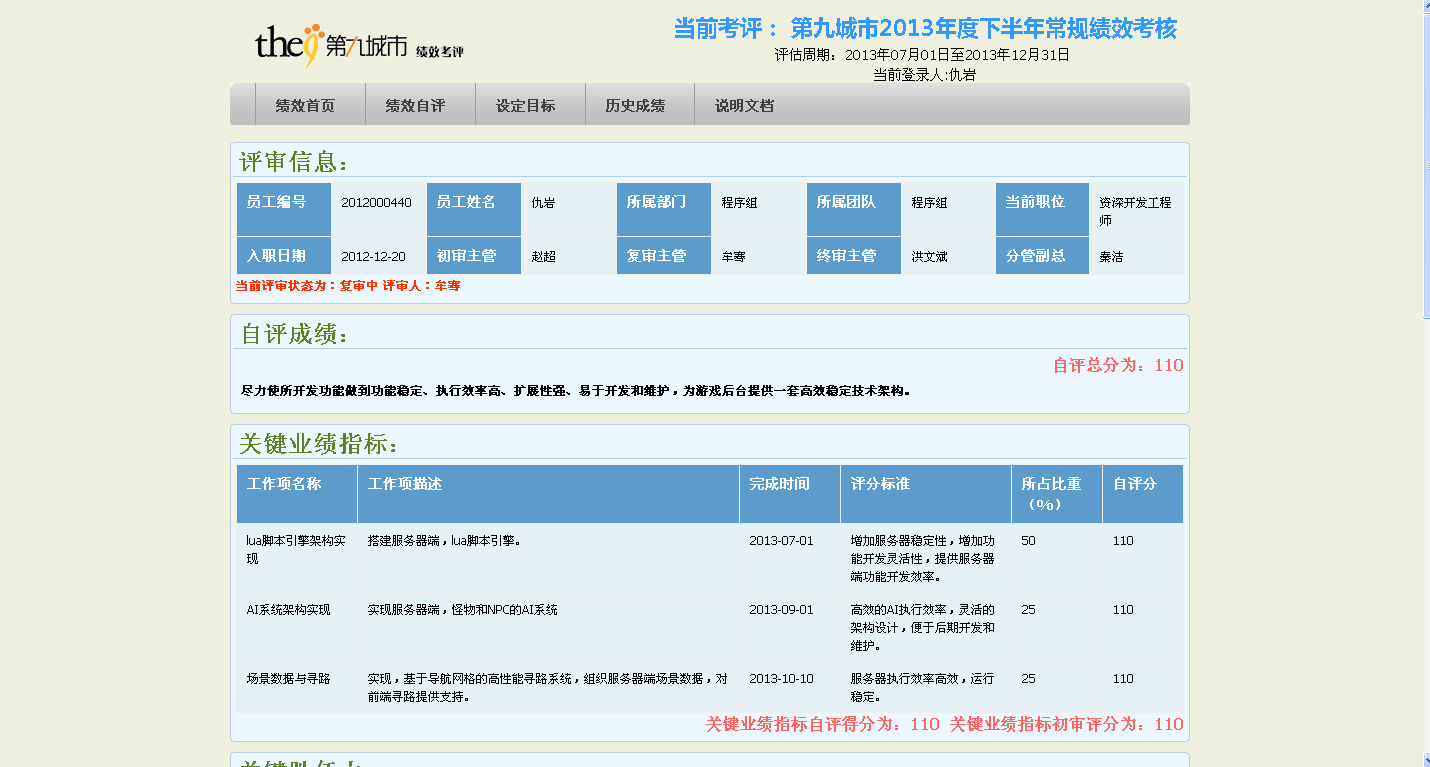 the9 第九城市 绩效考评
当前考评： 第九城市2013年度下半年常规绩效考核
评估周期：2013年07月01日至2013年12月31日
当前登录人:仇岩
绩效首页 绩效自评 设定目标 历史成绩 说明文档
评审信息：
员工编号 2012000440 员工姓名 仇岩 所属部门 程序组 所属团队 程序组 当前职位 资深开发工程
师
入职日期 2012-12-20 初审主管 赵超 复审主管 牟骞 终审主管 洪文斌 分管副总 秦洁
当前评审状态为：复审中 评审人：牟骞
自评成绩：
自评总分为：110
尽力使所开发功能做到功能稳定、执行效率高、扩展性强、易于开发和维护，为游戏后台提供一套高效稳定技术架构。
关键业绩指标：
工作项名称 工作项描述 完成时间 评分标准 所占比重 自评分
（%）
lua脚本引擎架构实 搭建服务器端，lua脚本引擎。 2013-07-01 增加服务器稳定性，增加功 50 110
现 能开发灵活性，提供服务器
端功能开发效率。
AI系统架构实现 实现服务器端，怪物和NPC的AI系统 2013-09-01 高效的AI执行效率，灵活的 25 110
架构设计，便于后期开发和
维护。
场景数据与寻路 实现，基于导航网格的高性能寻路系统，组织服务器端场景数据，对 2013-10-10 服务器执行效率高效，运行 25 110
前端寻路提供支持。 稳定。
关键业绩指标自评得分为：110 关键业绩指标初审评分为：110